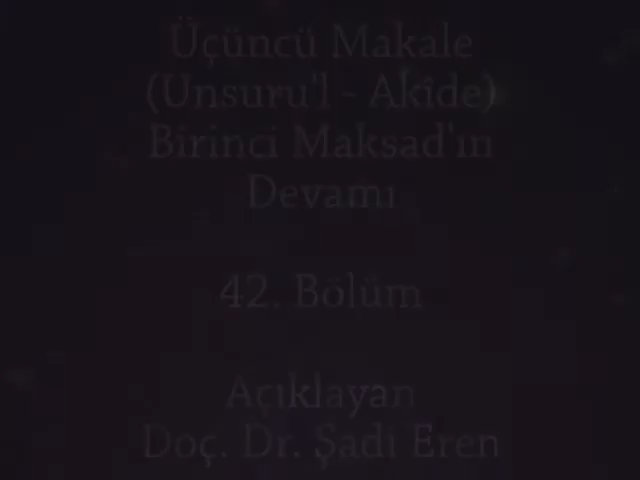 Üçüncü Makale
(Unsuru'l - Akide)
Birinci Maksad'ın
Devamı
42. Bölüm
Açıklayan
Doç. Dr. Şadi Eren